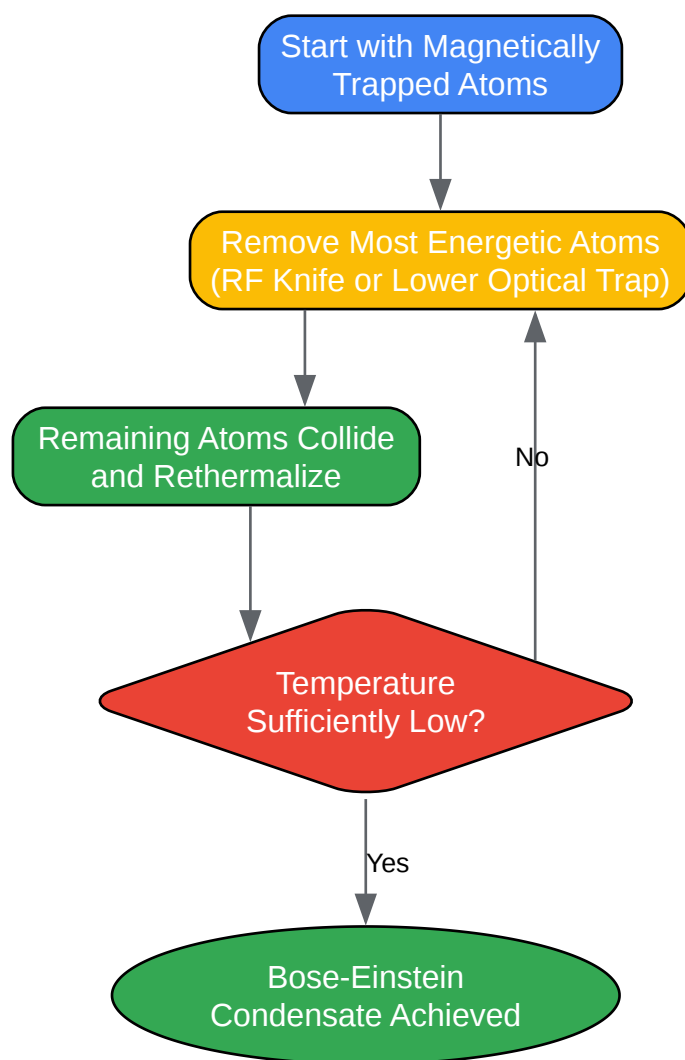 Start with Magnetically
Trapped Atoms
Remove Most Energetic Atoms
(RF Knife or Lower Optical Trap)
Remaining Atoms Collide
and Rethermalize
No
Temperature
Sufficiently Low?
Yes
Bose-Einstein
Condensate Achieved